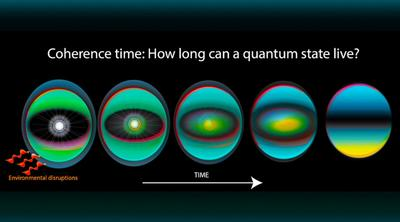 Coherence time: How long can a quantum state live?
Environmental disruptions
TIME